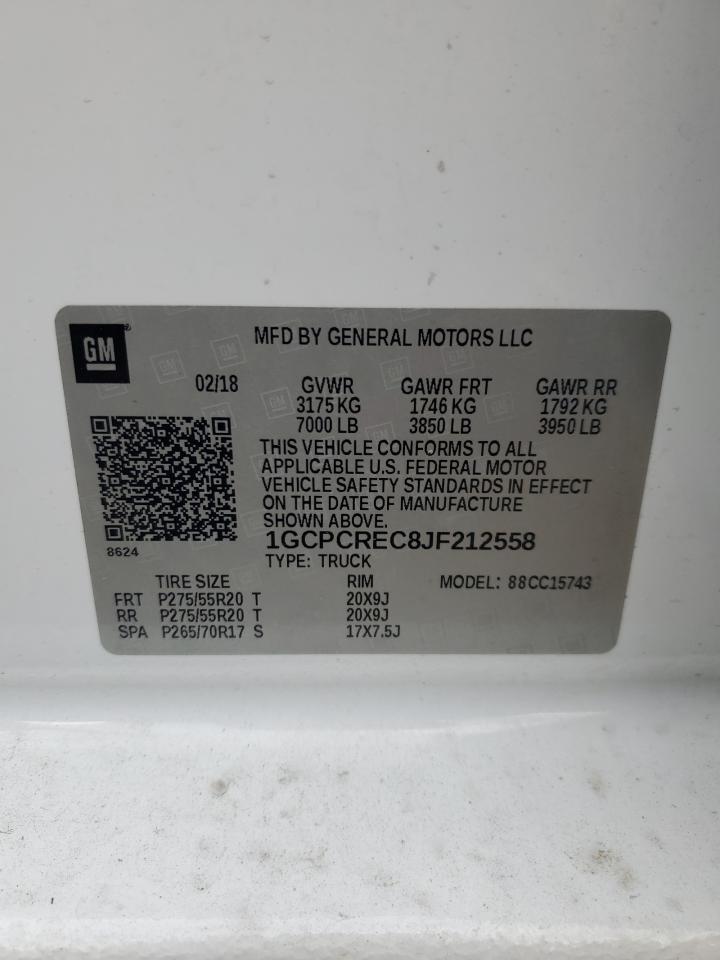 GM
MFD BY GENERAL MOTORS LLC
02/18 GVWR GAWR FRT GAWR RR
3175 KG 1746 KG 1792 KG
7000 LB 3850 LB 3950 LB
THIS VEHICLE CONFORMS TO ALL
APPLICABLE U.S. FEDERAL MOTOR
VEHICLE SAFETY STANDARDS IN EFFECT
ON THE DATE OF MANUFACTURE
SHOWN ABOVE.
8624
1GCPCREC8JF212558
TYPE: TRUCK
TIRE SIZE RIM MODEL: 88CC15743
FRT P275/55R20 T 20X9J
RR P275/55R20 T 20X9J
SPA P265/70R17 S 17X7.5J